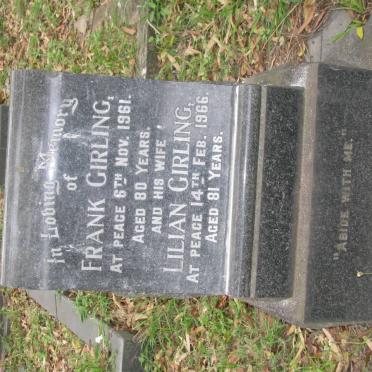 In Loving Memory
of
FRANK GIRLING,
AT PEACE 6TH NOV. 1961.
AGED 80 YEARS.
AND HIS WIFE,
LILIAN GIRLING,
AT PEACE 14TH FEB. 1966.
AGED 81 YEARS.
"ABIDE WITH ME."